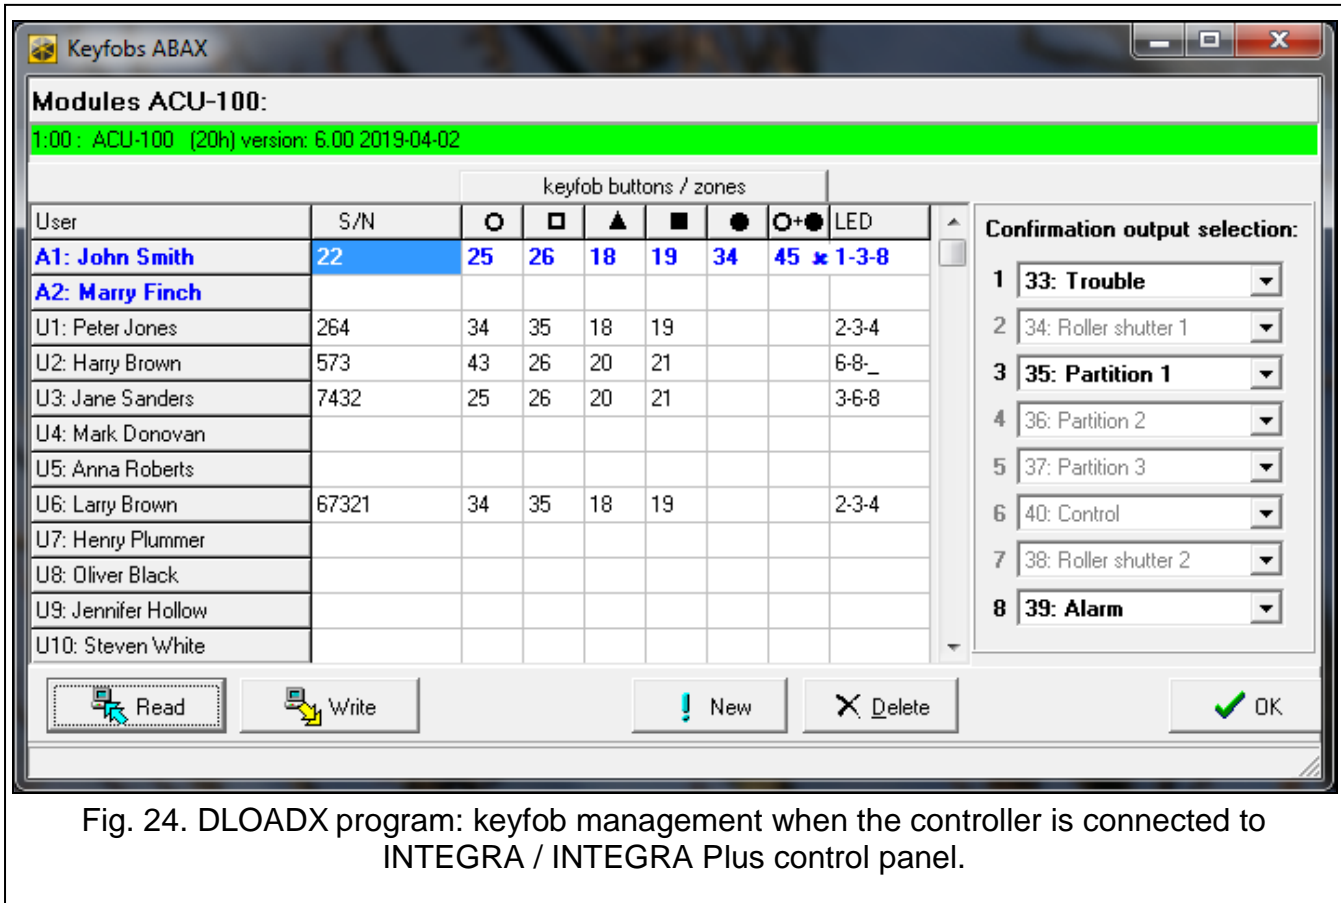 Keyfobs ABAX
Modules ACU-100:
1:00 : ACU-100 (20h) version: 6.00 2019-04-02
keyfob buttons / zones
User S/N O+● LED
A1: John Smith 22 25 26 18 19 34 45 1-3-8
A2: Marry Finch
U1: Peter Jones 264 34 35 18 19 2-3-4
U2: Harry Brown 573 43 26 20 21 6-8-_
U3: Jane Sanders 7432 25 26 20 21 3-6-8
U4: Mark Donovan
U5: Anna Roberts
U6: Larry Brown 67321 34 35 18 19 2-3-4
U7: Henry Plummer
U8: Oliver Black
U9: Jennifer Hollow
U10: Steven White
Confirmation output selection:
1 33: Trouble
2 34: Roller shutter 1
3 35: Partition 1
4 36: Partition 2
5 37: Partition 3
6 40: Control
7 38: Roller shutter 2
8 39: Alarm
Read Write New Delete OK
Fig. 24. DLOADX program: keyfob management when the controller is connected to
INTEGRA / INTEGRA Plus control panel.